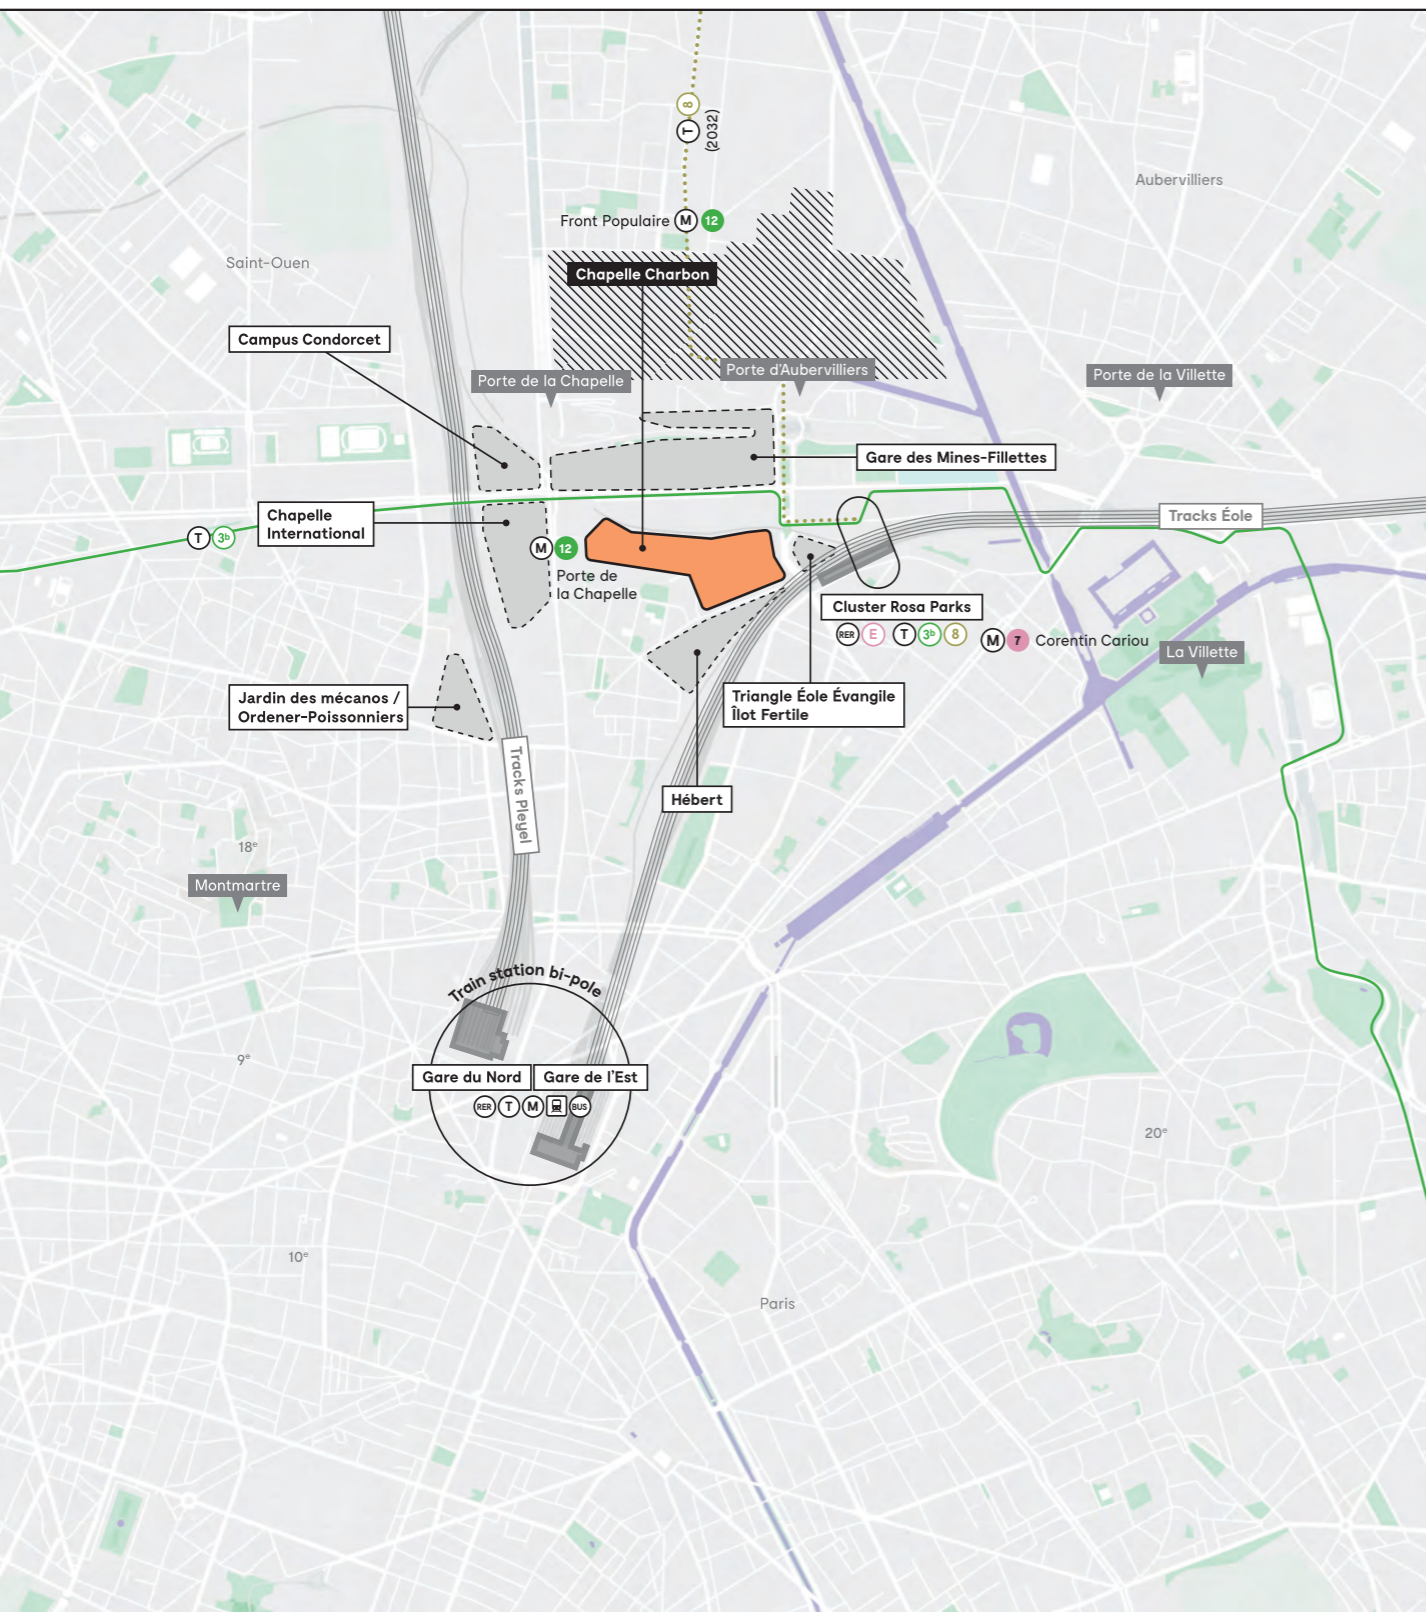 8
T
(2032)
Aubervilliers
Front Populaire M 12
Saint-Ouen
Chapelle Charbon
Campus Condorcet
Porte de la Chapelle
Porte d'Aubervilliers
Porte de la Villette
Gare des Mines-Fillettes
Chapelle
International
Tracks Éole
T 3b
M 12
Porte de
la Chapelle
Cluster Rosa Parks
RER E T 3b 8
M 7 Corentin Cariou
La Villette
Jardin des mécanos /
Ordener-Poissonniers
Triangle Éole Évangile
Îlot Fertile
Tracks Pleyel
Hébert
18e
Montmartre
Train station bi-pole
9e
Gare du Nord
Gare de l'Est
RER T M BUS
20e
10e
Paris